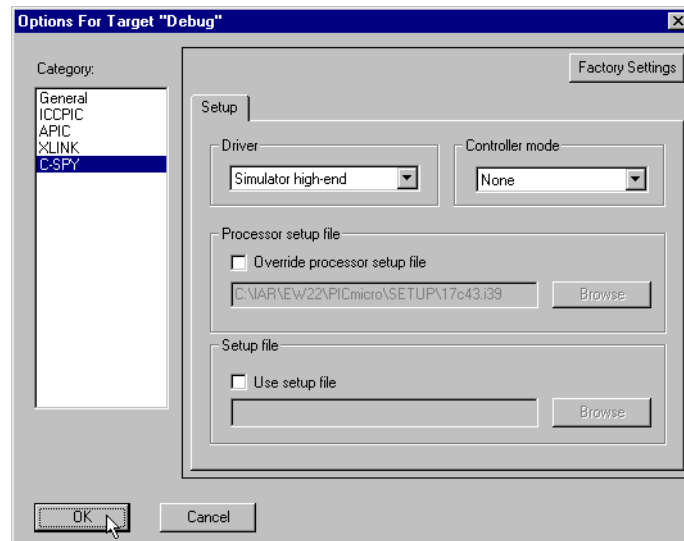 Options For Target "Debug"
Category:
General
ICCPIC
APIC
XLINK
C-SPY
Factory Settings
Setup
Driver
Simulator high-end
Controller mode
None
Processor setup file
Override processor setup file
C:\IAR\EW22\PICmicro\SETUP\17c43.i39
Browse
Setup file
Use setup file
Browse
OK
Cancel